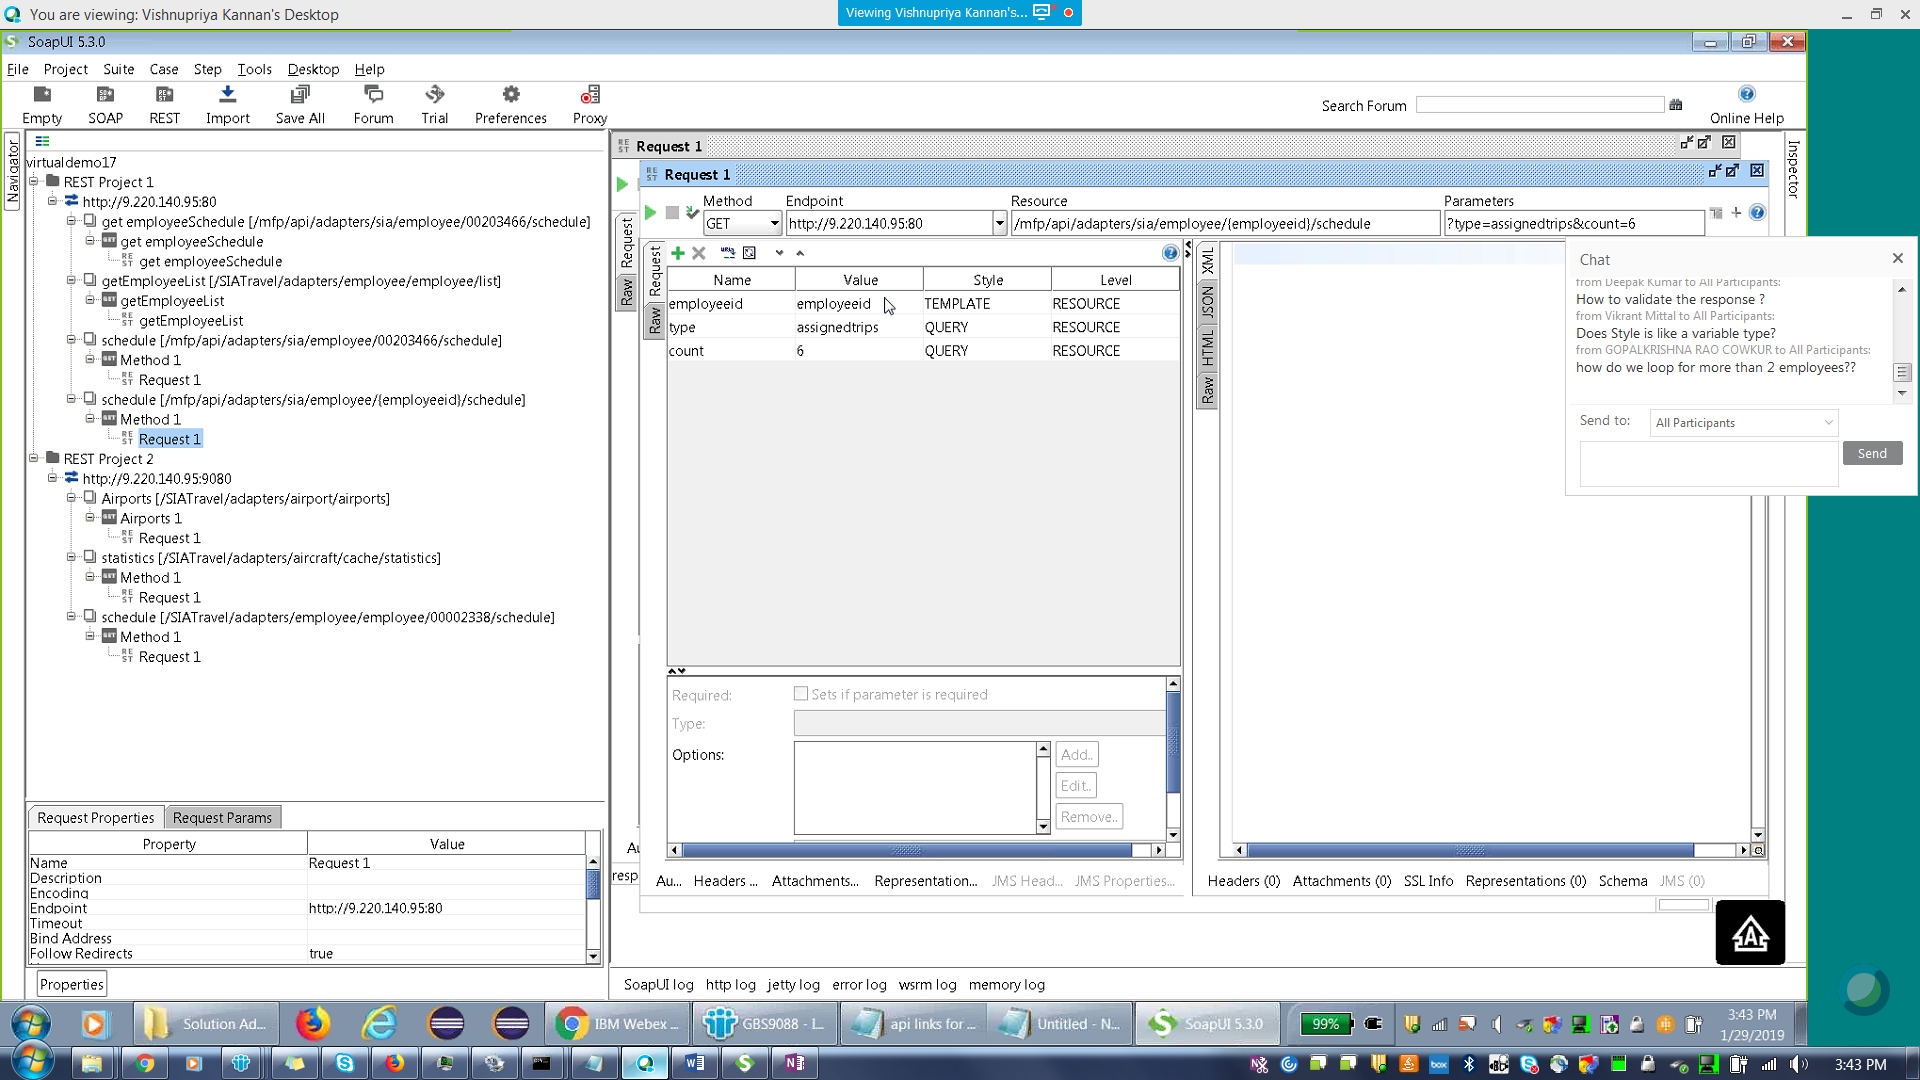 You are viewing: Vishnupriya Kannan's Desktop
Viewing Vishnupriya Kannan's...
SoapUI 5.3.0
File Project Suite Case Step Tools Desktop Help
Empty SOAP REST Import Save All Forum Trial Preferences Proxy
Search Forum
Online Help
Navigator
virtualdemo17
REST Project 1
http://9.220.140.95:80
get employeeSchedule [/mfp/api/adapters/sia/employee/00203466/schedule]
get employeeSchedule
get employeeSchedule
getEmployeeList [/SIATravel/adapters/employee/employee/list]
getEmployeeList
getEmployeeList
schedule [/mfp/api/adapters/sia/employee/00203466/schedule]
Method 1
Request 1
schedule [/mfp/api/adapters/sia/employee/{employeeid}/schedule]
Method 1
Request 1
REST Project 2
http://9.220.140.95:9080
Airports [/SIATravel/adapters/airport/airports]
Airports 1
Request 1
statistics [/SIATravel/adapters/aircraft/cache/statistics]
Method 1
Request 1
schedule [/SIATravel/adapters/employee/employee/00002338/schedule]
Method 1
Request 1
Request Properties Request Params
Property Value
Name Request 1
Description
Encoding
Endpoint http://9.220.140.95:80
Timeout
Bind Address
Follow Redirects true
Properties
Request 1
Request 1
Inspector
Method Endpoint Resource Parameters
GET http://9.220.140.95:80 /mfp/api/adapters/sia/employee/{employeeid}/schedule ?type=assignedtrips&count=6
Request
Raw
Request
Raw
Name Value Style Level
employeeid employeeid TEMPLATE RESOURCE
type assignedtrips QUERY RESOURCE
count 6 QUERY RESOURCE
XML
JSON
HTML
Raw
Required: Sets if parameter is required
Type:
Options:
Add..
Edit..
Remove..
Au
resp
Au... Headers ... Attachments... Representation... JMS Head... JMS Properties...
Headers (0) Attachments (0) SSL Info Representations (0) Schema JMS (0)
SoapUI log http log jetty log error log wsrm log memory log
Chat
from Deepak Kumar to All Participants:
How to validate the response ?
from Vikrant Mittal to All Participants:
Does Style is like a variable type?
from GOPALKRISHNA RAO COWKUR to All Participants:
how do we loop for more than 2 employees??
Send to: All Participants
Send
Solution Ad...
IBM Webex ...
GBS9088 - I...
api links for ...
Untitled - N...
SoapUI 5.3.0
99%
3:43 PM
1/29/2019
3:43 PM